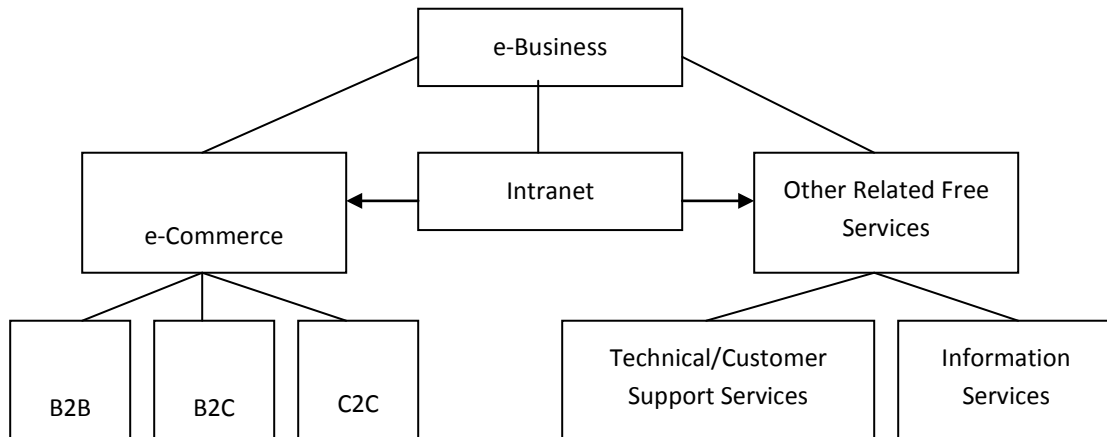 e-Business
Intranet
Other Related Free
Services
e-Commerce
Technical/Customer
Support Services
Information
Services
B2B
B2C
C2C